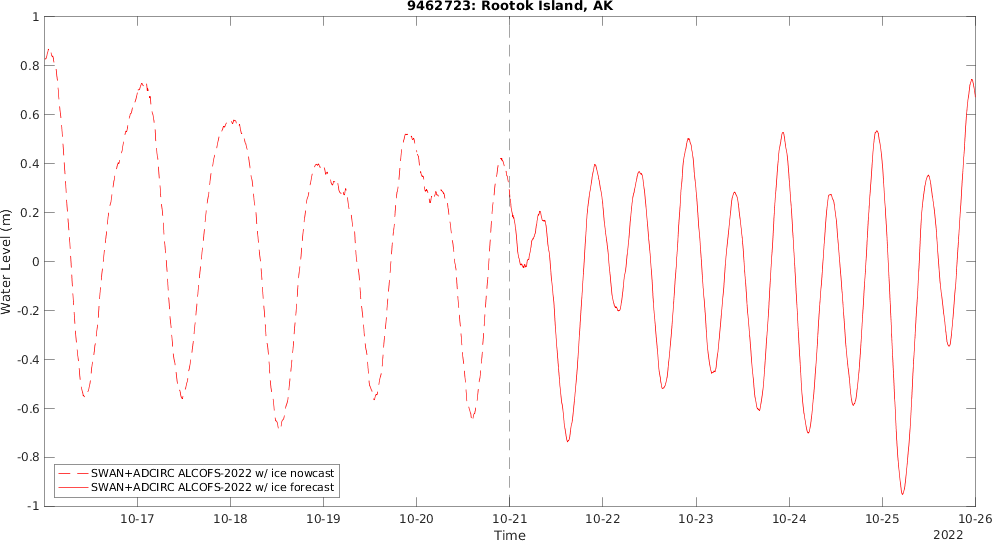 9462723: Rootok Island, AK
1
0.8
0.6
0.4
0.2
0
-0.2
-0.4
-0.6
-0.8
-1
Water Level (m)
SWAN+ADCIRC ALCOFS-2022 w/ ice nowcast
SWAN+ADCIRC ALCOFS-2022 w/ ice forecast
10-17 10-18 10-19 10-20 10-21 10-22 10-23 10-24 10-25 10-26
Time
2022